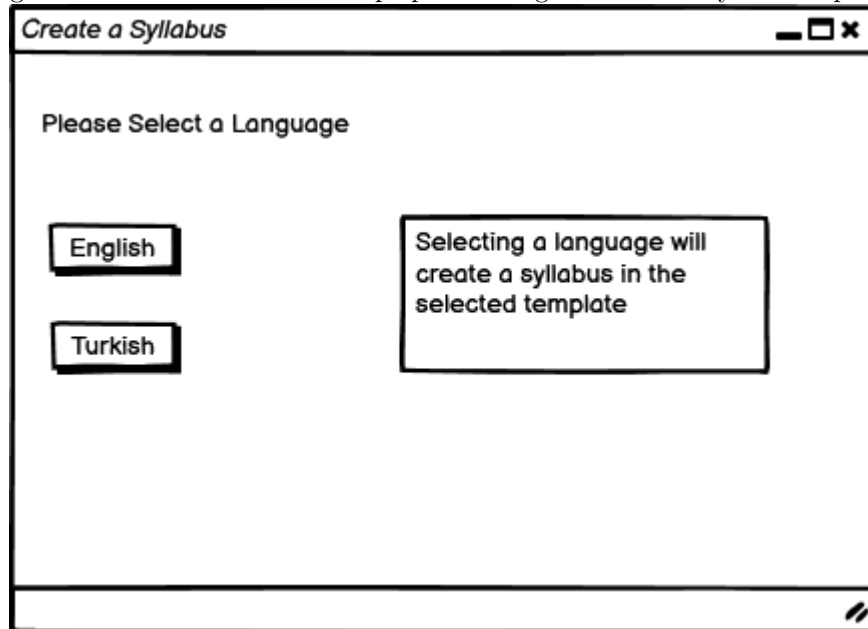 Create a Syllabus
Please Select a Language
English
Selecting a language will
create a syllabus in the
selected template
Turkish